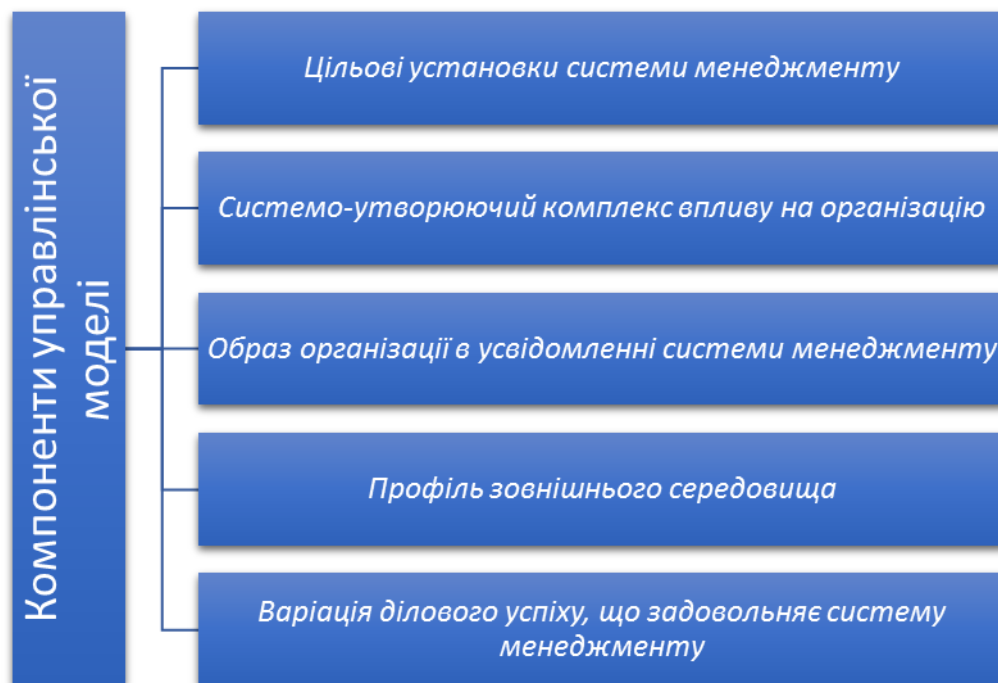 Компоненти управлінської
моделі
Цільові установки системи менеджменту
Системо-утворюючий комплекс впливу на організацію
Образ організації в усвідомленні системи менеджменту
Профіль зовнішнього середовища
Варіація ділового успіху, що задовольняє систему
менеджменту